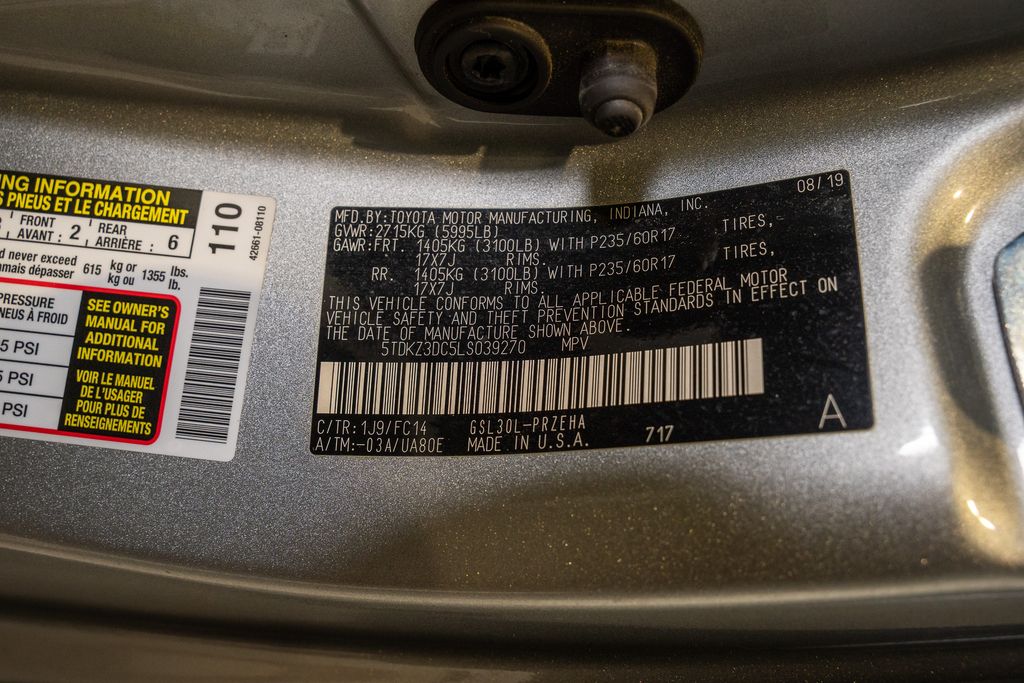 NG INFORMATION
S PNEUS ET LE CHARGEMENT
FRONT
AVANT : 2
REAR
ARRIÈRE : 6
d never exceed
amais dépasser
615 kg or
kg ou
1355 lbs.
lb.
PRESSURE
NEUS À FROID
5 PSI
5 PSI
PSI
SEE OWNER'S
MANUAL FOR
ADDITIONAL
INFORMATION
VOIR LE MANUEL
DE L'USAGER
POUR PLUS DE
RENSEIGNEMENTS
110
42661-08110
08/19
MFD.BY:TOYOTA MOTOR MANUFACTURING, INDIANA, INC.
GVWR:2715KG (5995LB)
GAWR:FRT. 1405KG (3100LB) WITH P235/60R17 TIRES,
17X7J RIMS.
RR. 1405KG (3100LB) WITH P235/60R17 TIRES,
17X7J RIMS.
THIS VEHICLE CONFORMS TO ALL APPLICABLE FEDERAL MOTOR
VEHICLE SAFETY AND THEFT PREVENTION STANDARDS IN EFFECT ON
THE DATE OF MANUFACTURE SHOWN ABOVE.
5TDKZ3DC5LS039270 MPV
C/TR:1J9/FC14 GSL30L-PRZEHA
A/TM:-03A/UA80E MADE IN U.S.A. 717
A